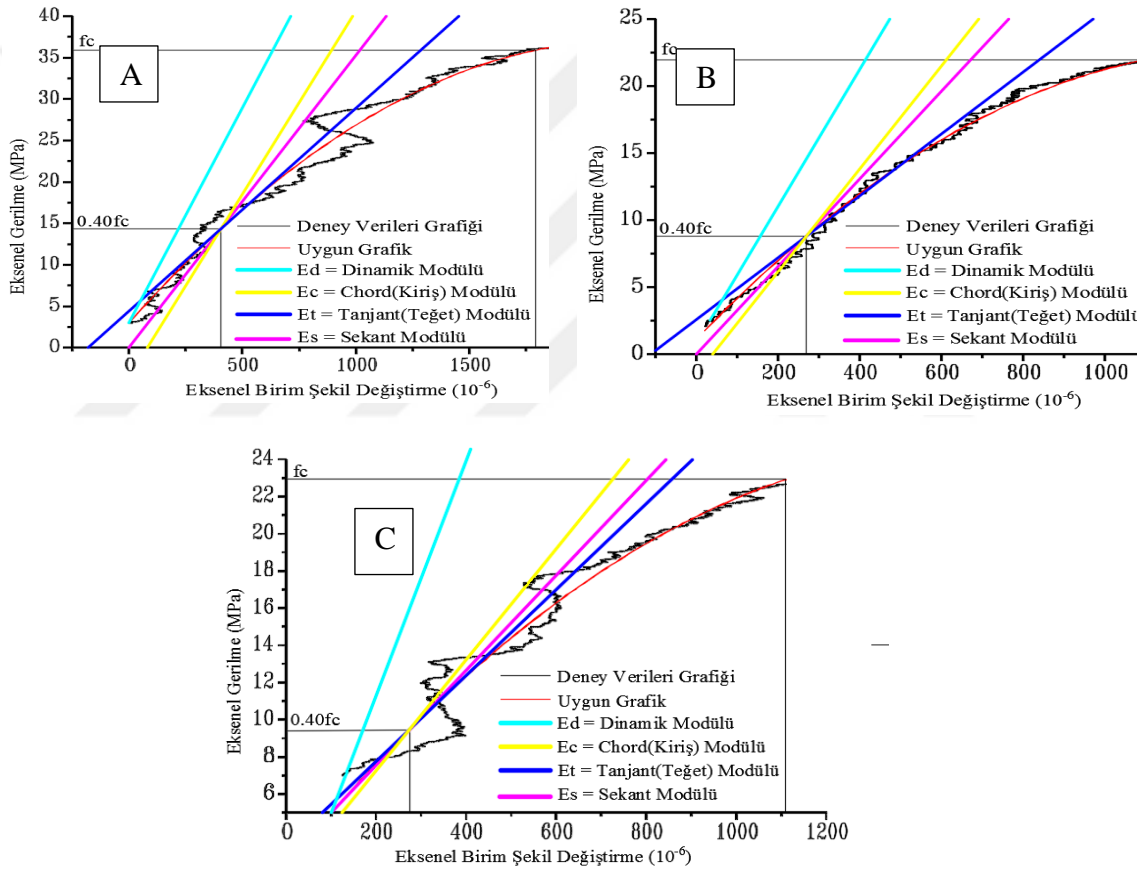 A
Eksenel Gerilme (MPa)
40
35
30
25
20
15
10
5
0
fc
0.40fc
Deney Verileri Grafiği
Uygun Grafik
Ed = Dinamik Modülü
Ec = Chord(Kiriş) Modülü
Et = Tanjant(Teğet) Modülü
Es = Sekant Modülü
0 500 1000 1500
Eksenel Birim Şekil Değiştirme (10⁻⁶)
B
Eksenel Gerilme (MPa)
25
20
15
10
5
0
fc
0.40fc
Deney Verileri Grafiği
Uygun Grafik
Ed = Dinamik Modülü
Ec = Chord(Kiriş) Modülü
Et = Tanjant(Teğet) Modülü
Es = Sekant Modülü
0 200 400 600 800 1000
Eksenel Birim Şekil Değiştirme (10⁻⁶)
C
Eksenel Gerilme (MPa)
24
22
20
18
16
14
12
10
8
6
fc
0.40fc
Deney Verileri Grafiği
Uygun Grafik
Ed = Dinamik Modülü
Ec = Chord(Kiriş) Modülü
Et = Tanjant(Teğet) Modülü
Es = Sekant Modülü
0 200 400 600 800 1000 1200
Eksenel Birim Şekil Değiştirme (10⁻⁶)